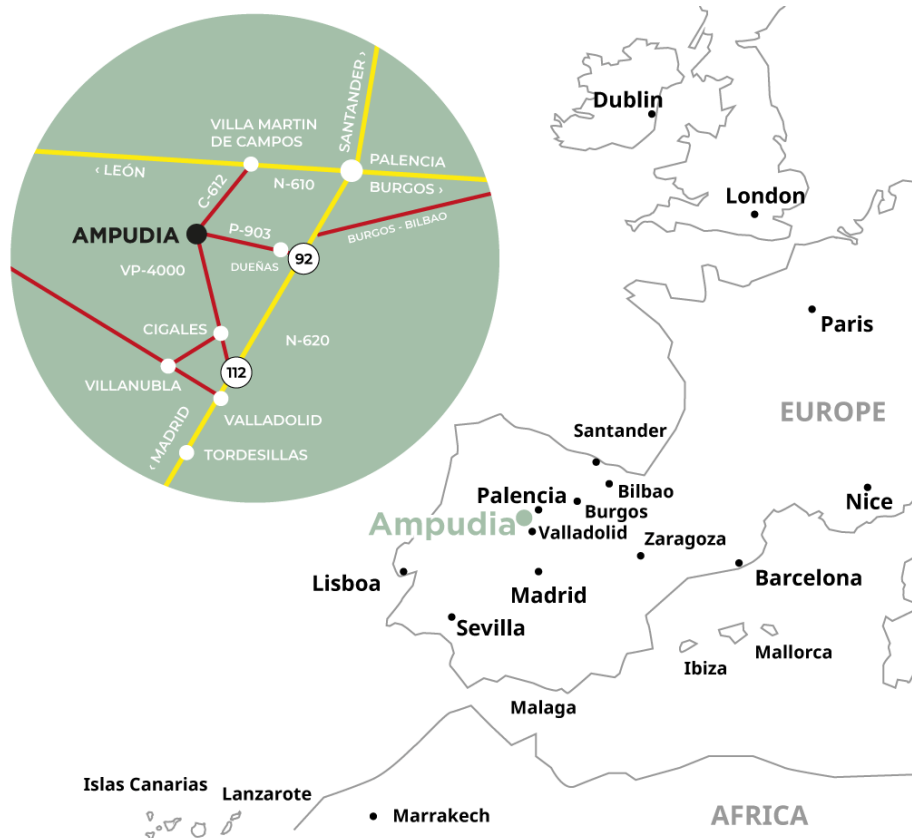 SANTANDER ›
VILLA MARTIN
DE CAMPOS
PALENCIA
‹ LEÓN
N-610
BURGOS ›
C-612
AMPUDIA
P-903
BURGOS - BILBAO
DUEÑAS
92
VP-4000
CIGALES
N-620
112
VILLANUBLA
VALLADOLID
‹ MADRID
TORDESILLAS
Dublin
London
Paris
EUROPE
Santander
Bilbao
Palencia
Burgos
Nice
Ampudia
Valladolid
Zaragoza
Lisboa
Madrid
Barcelona
Sevilla
Ibiza
Mallorca
Malaga
Islas Canarias
Lanzarote
Marrakech
AFRICA